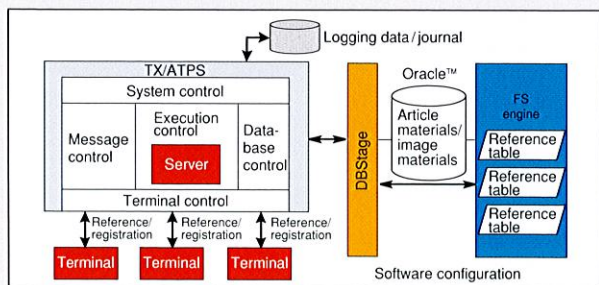 Logging data/journal
TX/ATPS
System control
Message
control
Execution
control
Server
Data-
base
control
Terminal control
Reference/
registration
Reference/
registration
Reference/
registration
Terminal
Terminal
Terminal
DBStage
Oracle™
Article
materials/
image
materials
FS
engine
Reference
table
Reference
table
Reference
table
Software configuration